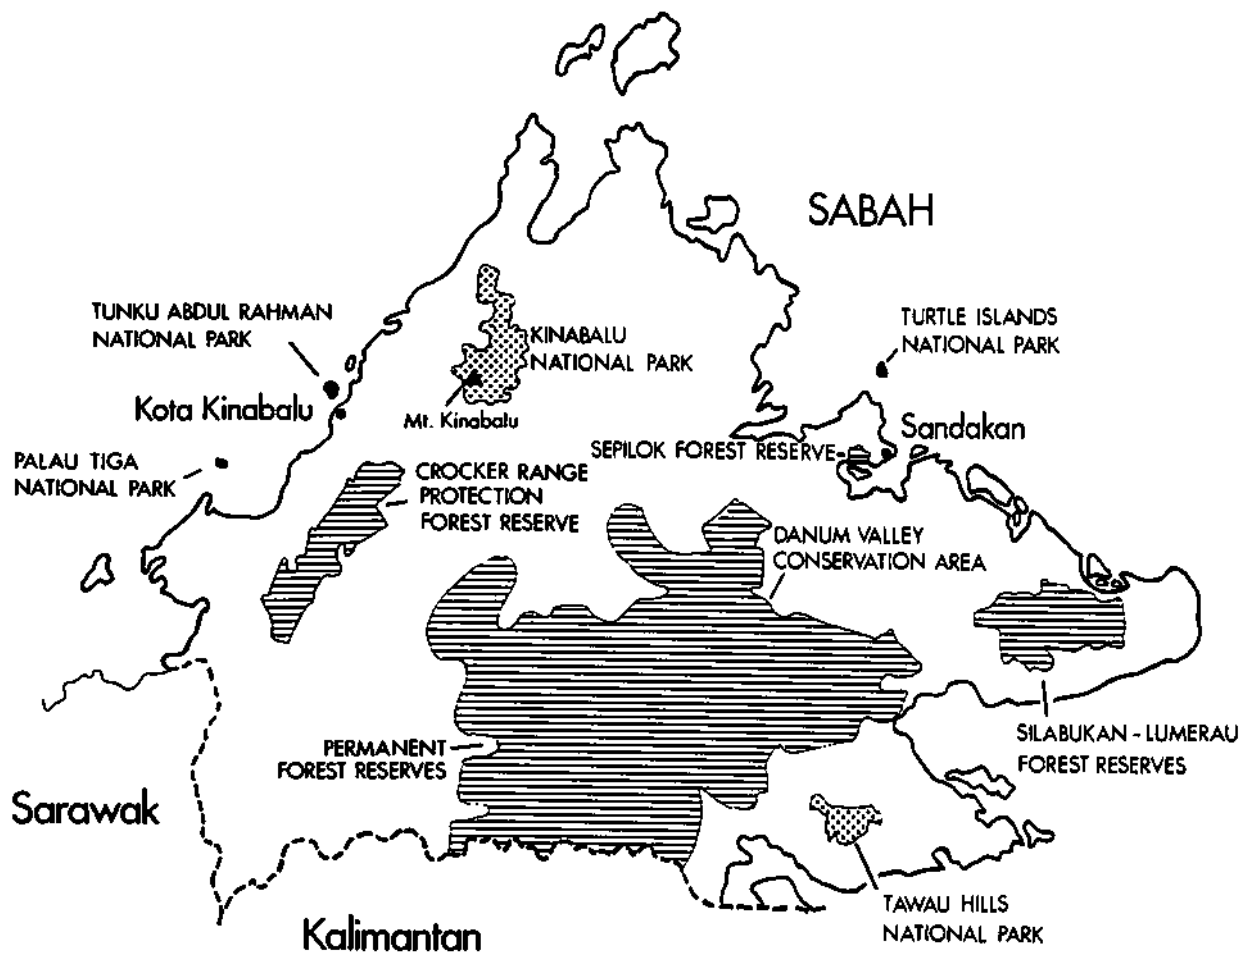 SABAH
TUNKU ABDUL RAHMAN
NATIONAL PARK
TURTLE ISLANDS
NATIONAL PARK
KINABALU
NATIONAL PARK
Kota Kinabalu
Mt. Kinabalu
Sandakan
SEPILOK FOREST RESERVE
PALAU TIGA
NATIONAL PARK
CROCKER RANGE
PROTECTION
FOREST RESERVE
DANUM VALLEY
CONSERVATION AREA
SILABUKAN - LUMERAU
FOREST RESERVES
PERMANENT
FOREST RESERVES
Sarawak
TAWAU HILLS
NATIONAL PARK
Kalimantan